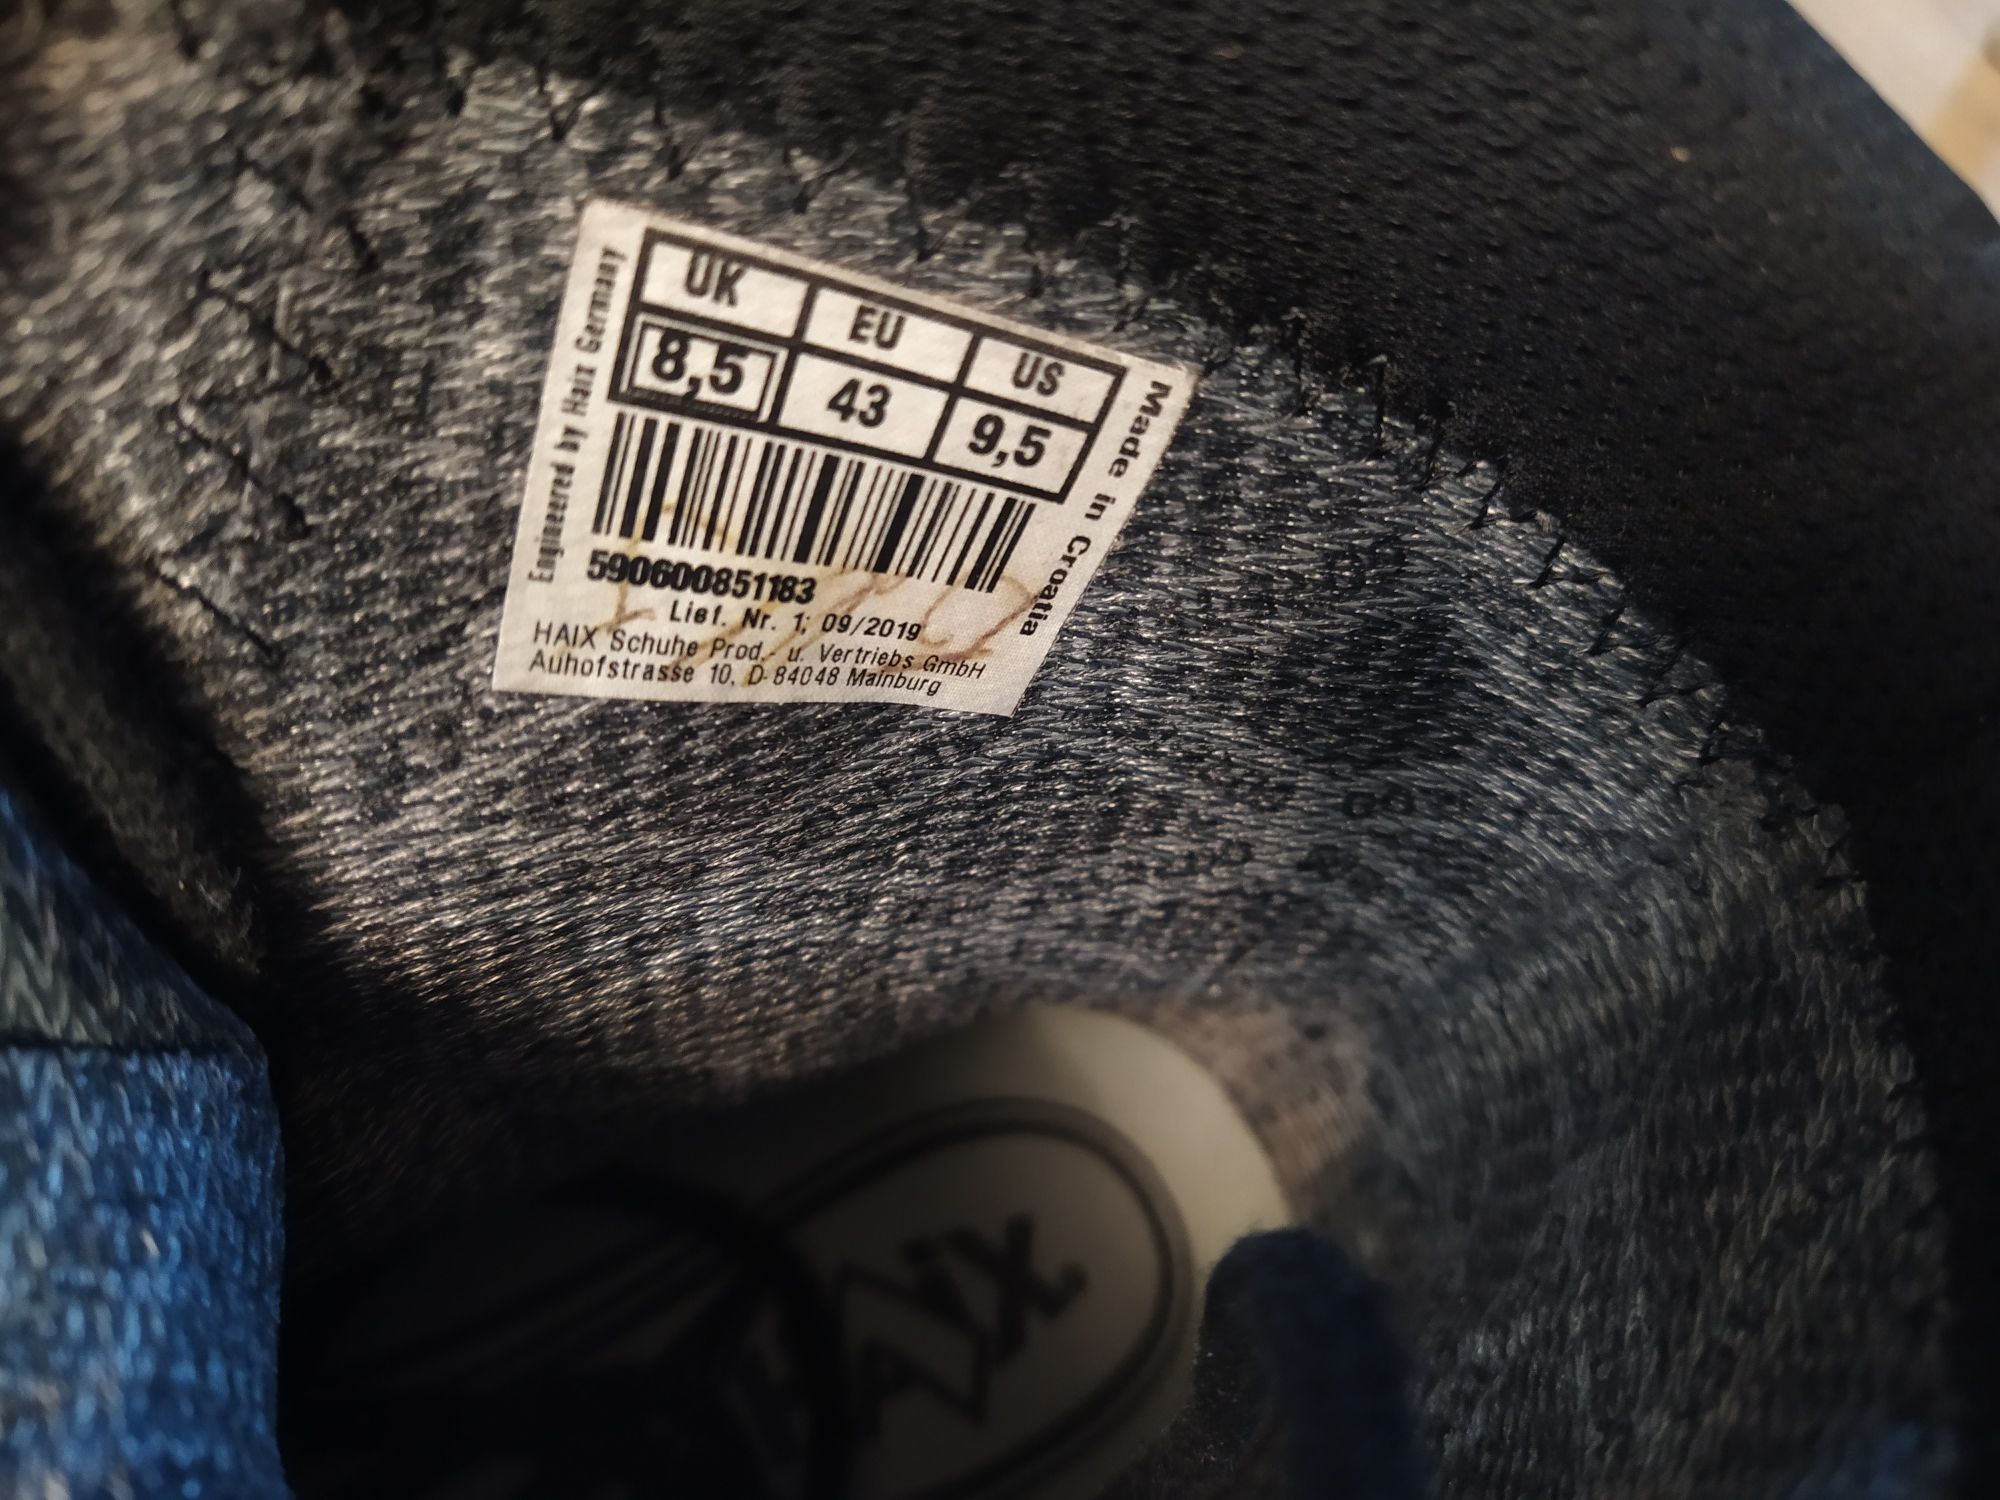 UK EU US
8,5 43 9,5
Engineered by Haix Germany
Made in Croatia
590600851183
Lief. Nr. 1; 09/2019
HAIX Schuhe Prod.- u. Vertriebs GmbH
Auhofstrasse 10, D-84048 Mainburg
HAIX